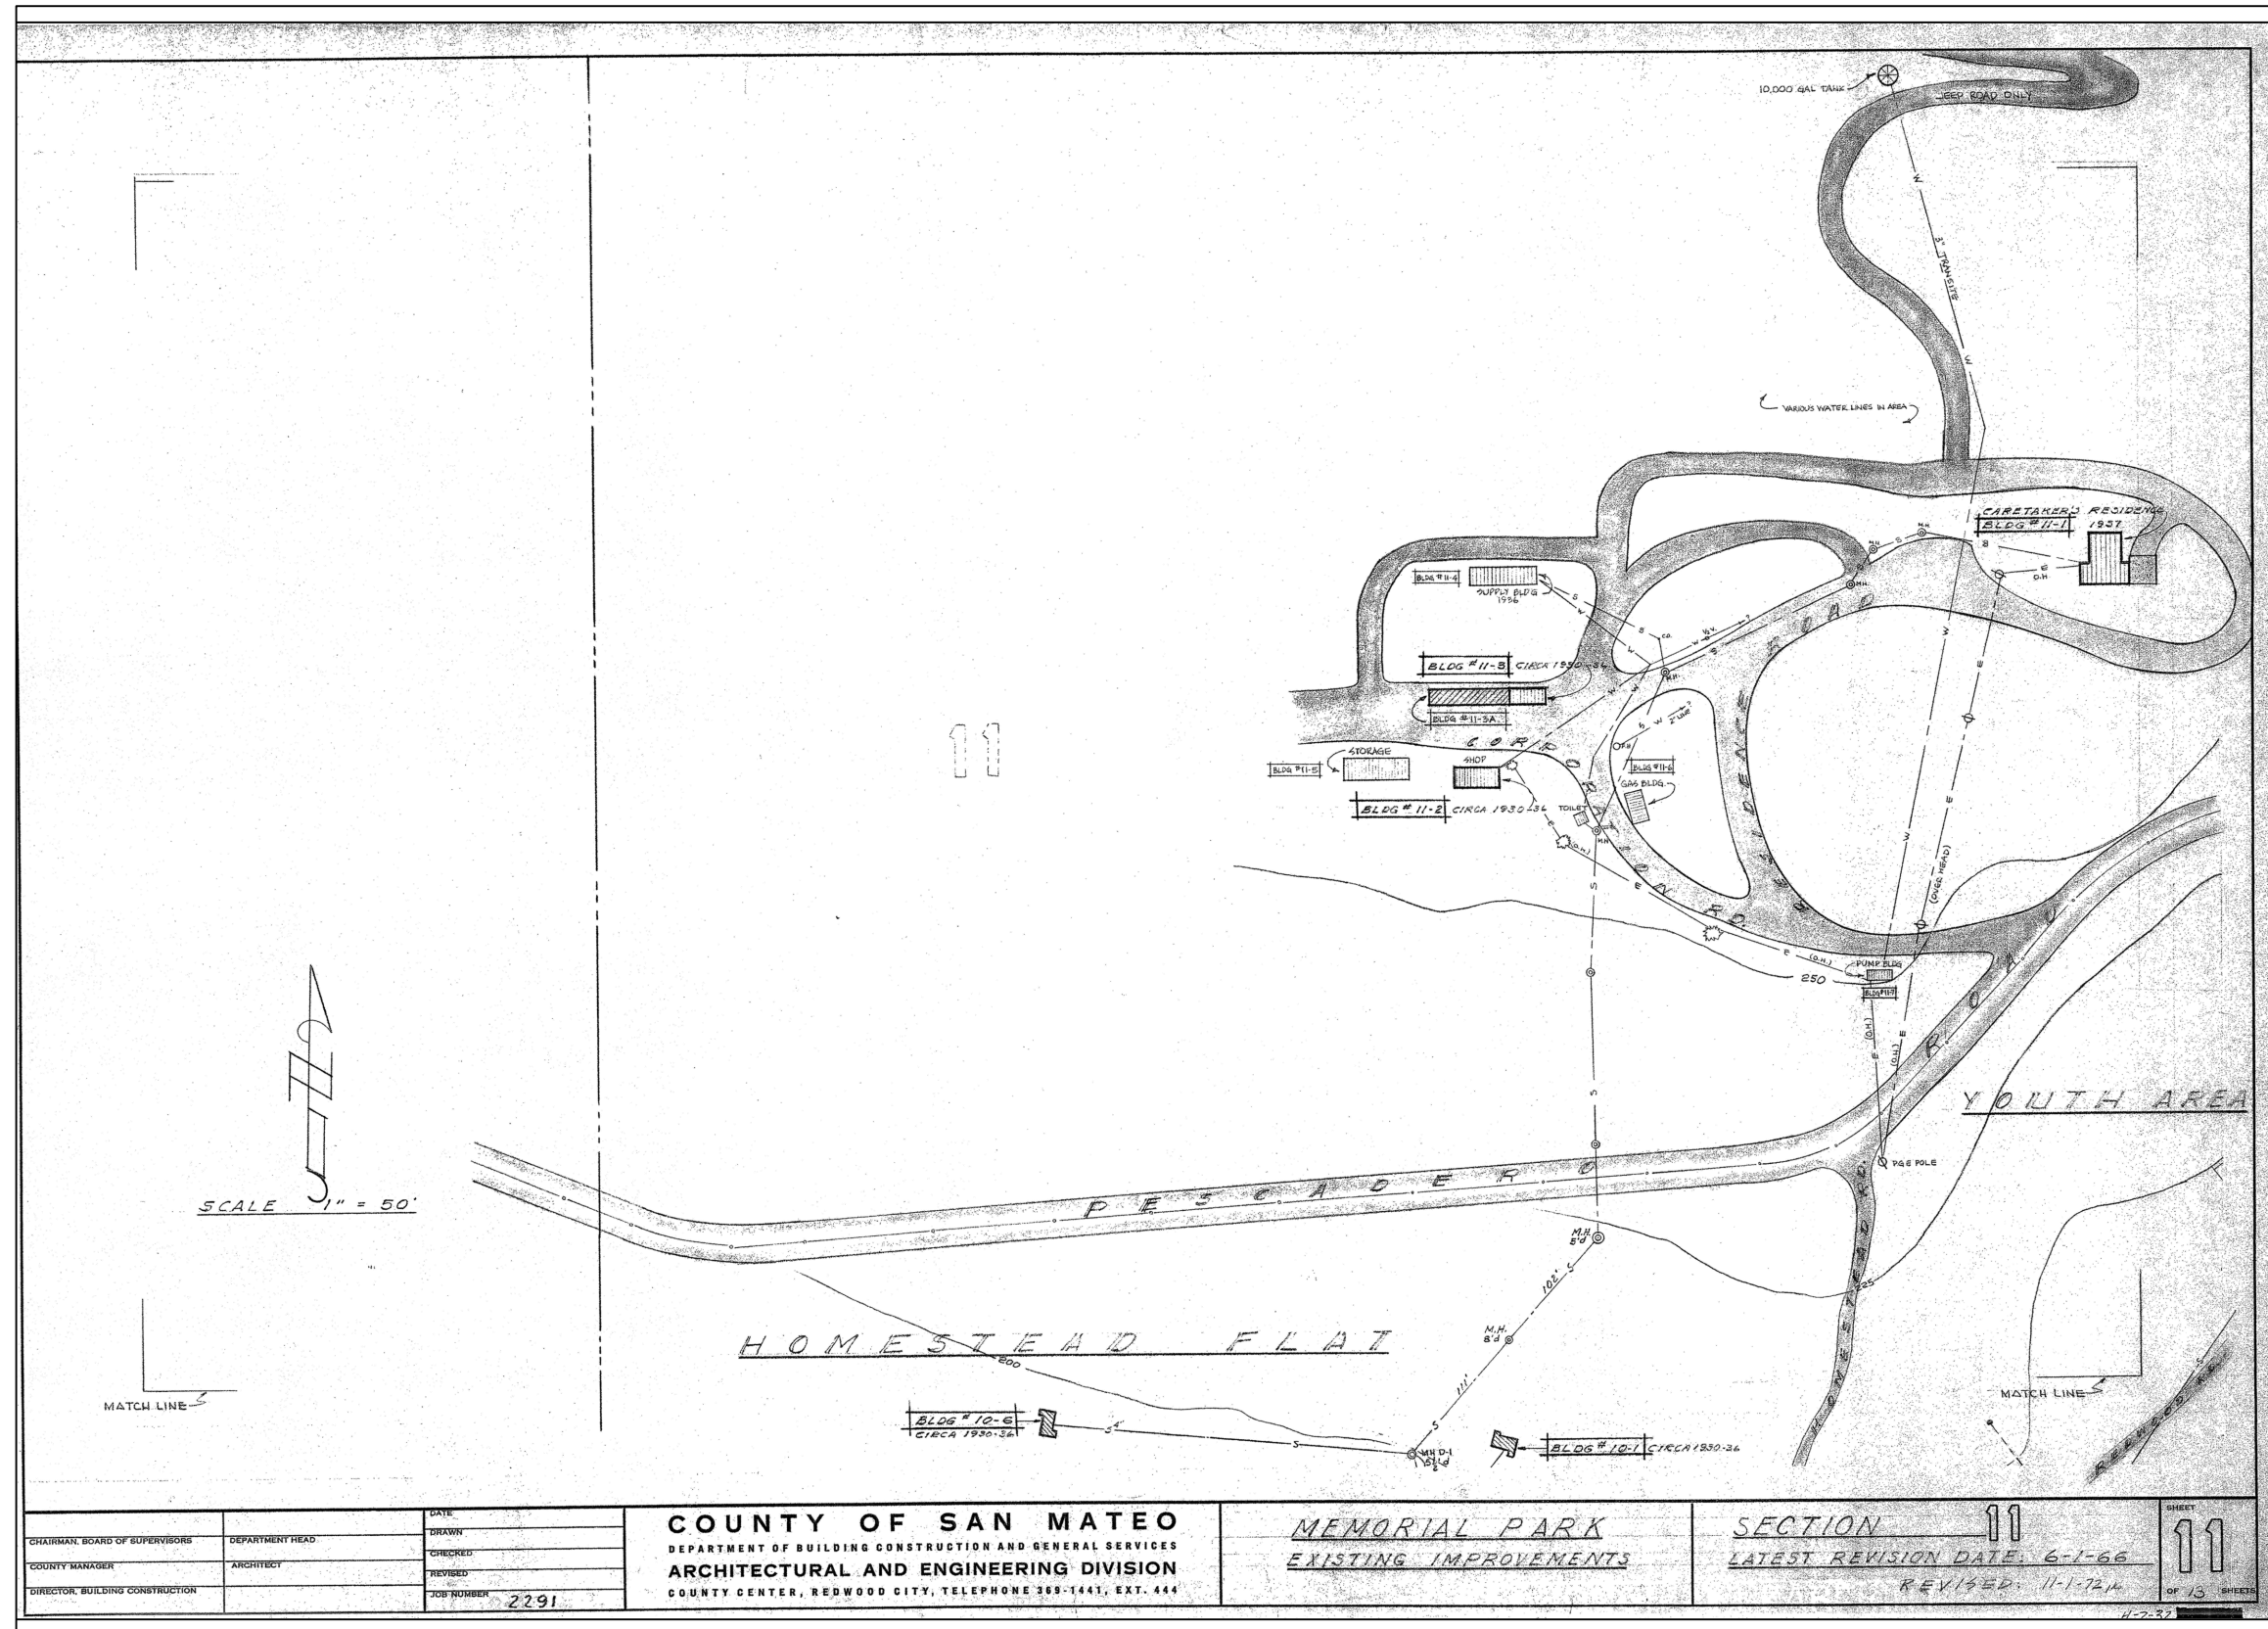 10,000 GAL TANK
JEEP ROAD ONLY
W
3" TRANSITE
W
VARIOUS WATER LINES IN AREA
CARETAKER'S RESIDENCE
BLDG # 11-1 1937
M.H.
M.H.
M.H.
S
E
O.H.
BLDG # 11-4
SUPPLY BLDG
1936
S
W
C.O.
BLDG # 11-3 CIRCA 1930-36
BLDG # 11-3A
M.H.
2" LINE
STORAGE
BLDG # 11-5
SHOP
BLDG # 11-2 CIRCA 1930-36
TOILET
M.H.
BLDG # 11-6
GAS BLDG.
CORPORATION RD.
RESIDENCE ROAD
11
(O.H.)
E
(OVER HEAD)
E
(O.H.)
PUMP BLDG
BLDG # 11-7
250
(O.H.)
E
(O.H.)
E
S
S
YOUTH AREA
PG&E POLE
PESCADERO ROAD
HOMESTEAD RD.
SCALE 1" = 50'
M.H.
102'
S
225
M.H.
8'd
111'
S
HOMESTEAD FLAT
200
MATCH LINE
MATCH LINE
BLDG # 10-6
CIRCA 1930-36
4"
S
S
MH D-1
BLDG # 10-1 CIRCA 1930-36
REDWOOD
CHAIRMAN, BOARD OF SUPERVISORS
COUNTY MANAGER
DIRECTOR, BUILDING CONSTRUCTION
DEPARTMENT HEAD
ARCHITECT
DATE
DRAWN
CHECKED
REVISED
JOB NUMBER 2291
COUNTY OF SAN MATEO
DEPARTMENT OF BUILDING CONSTRUCTION AND GENERAL SERVICES
ARCHITECTURAL AND ENGINEERING DIVISION
COUNTY CENTER, REDWOOD CITY, TELEPHONE 369-1441, EXT. 444
MEMORIAL PARK
EXISTING IMPROVEMENTS
SECTION 11
LATEST REVISION DATE: 6-1-66
REVISED: 11-1-72
SHEET
11
OF 13 SHEETS